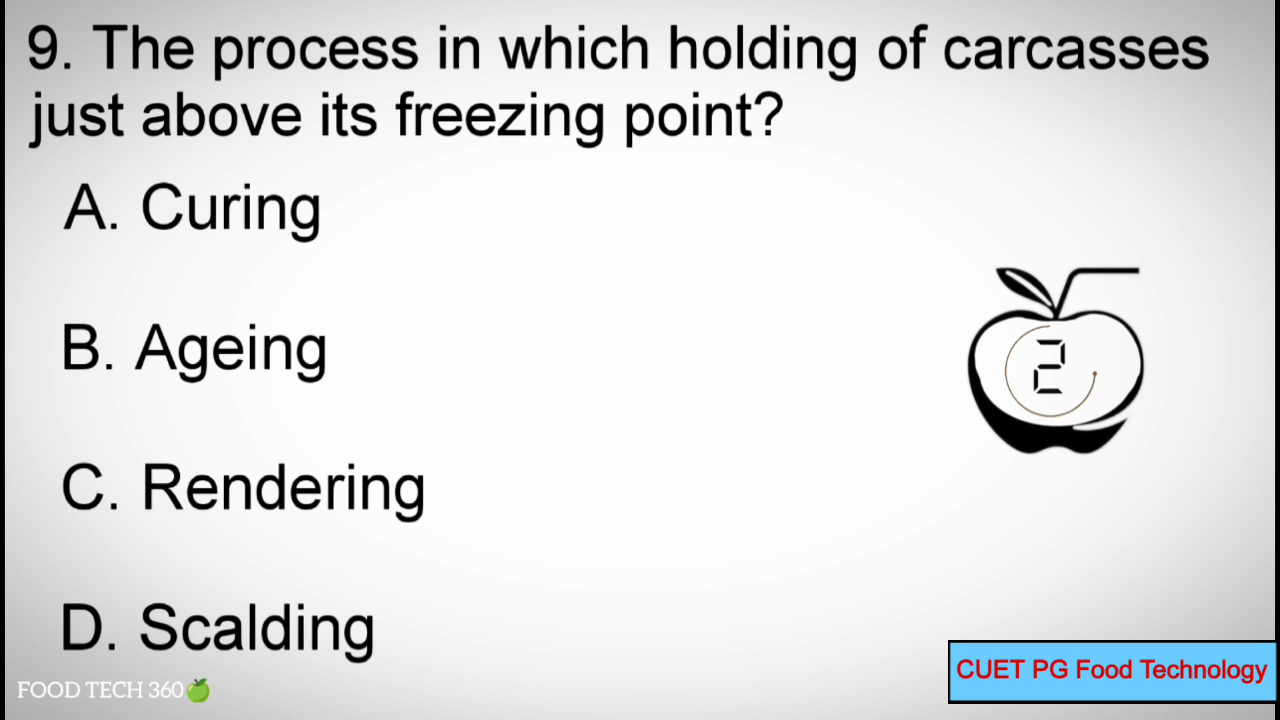 9. The process in which holding of carcasses
just above its freezing point?
A. Curing
B. Ageing
2
C. Rendering
D. Scalding
CUET PG Food Technology
FOOD TECH 360